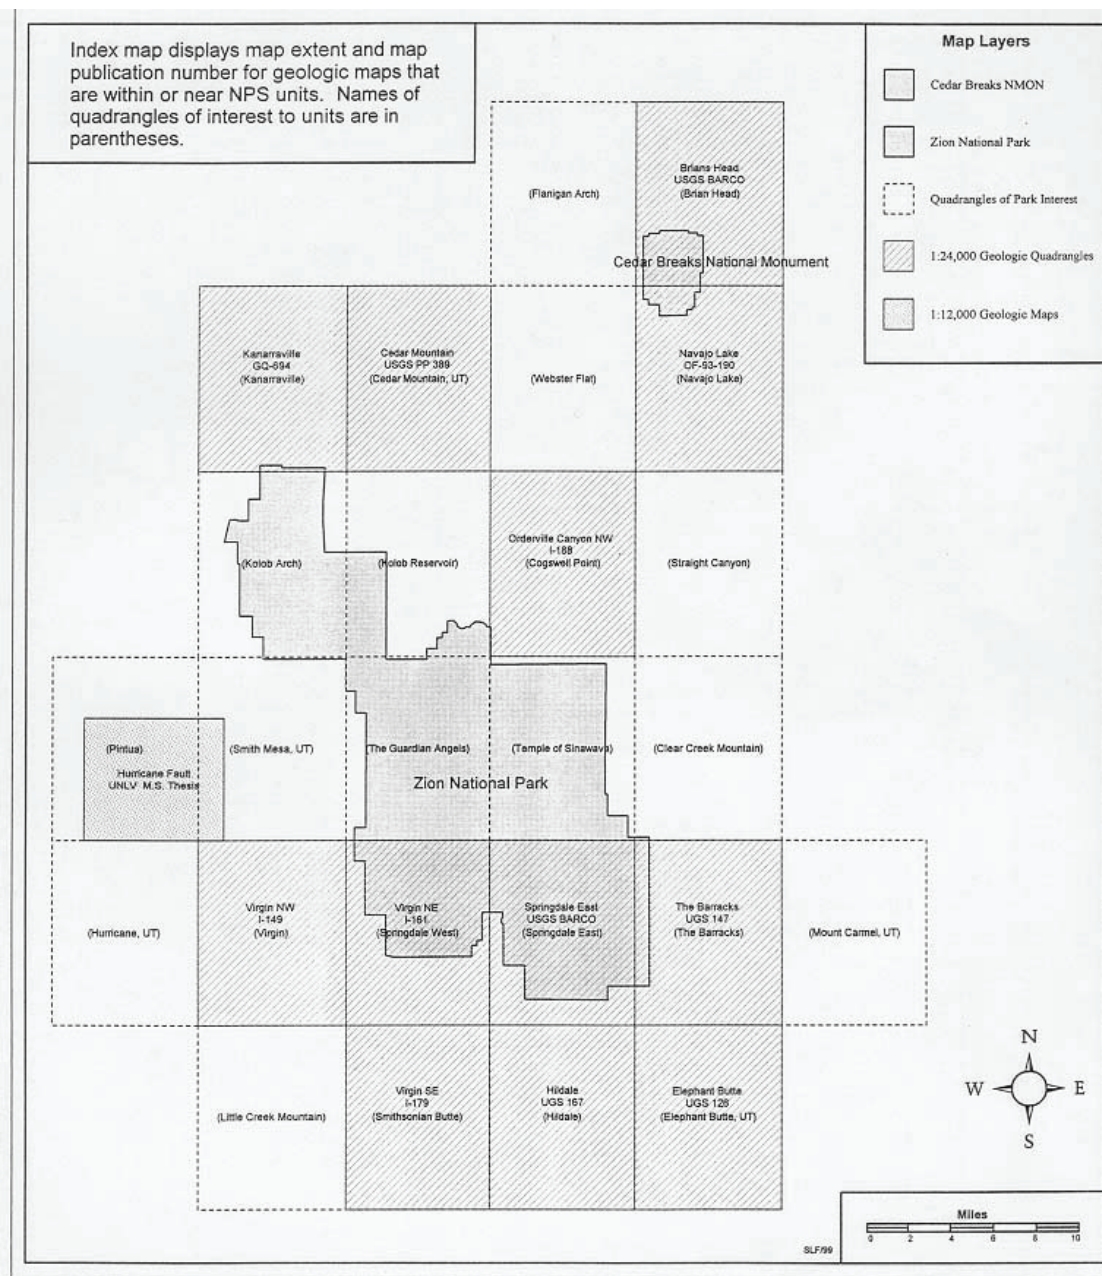 Index map displays map extent and map
publication number for geologic maps that
are within or near NPS units. Names of
quadrangles of interest to units are in
parentheses.
Map Layers
Cedar Breaks NMON
Zion National Park
Quadrangles of Park Interest
1:24,000 Geologic Quadrangles
1:12,000 Geologic Maps
(Flanigan Arch)
Brians Head
USGS BARCO
(Brian Head)
Cedar Breaks National Monument
Kanarraville
GQ-694
(Kanarraville)
Cedar Mountain
USGS PP 389
(Cedar Mountain, UT)
(Webster Flat)
Navajo Lake
OF-93-190
(Navajo Lake)
(Kolob Arch)
(Kolob Reservoir)
Orderville Canyon NW
I-188
(Cogswell Point)
(Straight Canyon)
(Pintua)
Hurricane Fault
UNLV M.S. Thesis
(Smith Mesa, UT)
(The Guardian Angels)
(Temple of Sinawava)
(Clear Creek Mountain)
Zion National Park
(Hurricane, UT)
Virgin NW
I-149
(Virgin)
Virgin NE
I-161
(Springdale West)
Springdale East
USGS BARCO
(Springdale East)
The Barracks
UGS 147
(The Barracks)
(Mount Carmel, UT)
(Little Creek Mountain)
Virgin SE
I-179
(Smithsonian Butte)
Hildale
UGS 167
(Hildale)
Elephant Butte
UGS 126
(Elephant Butte, UT)
N
W E
S
Miles
0 2 4 6 8 10
SLF/99